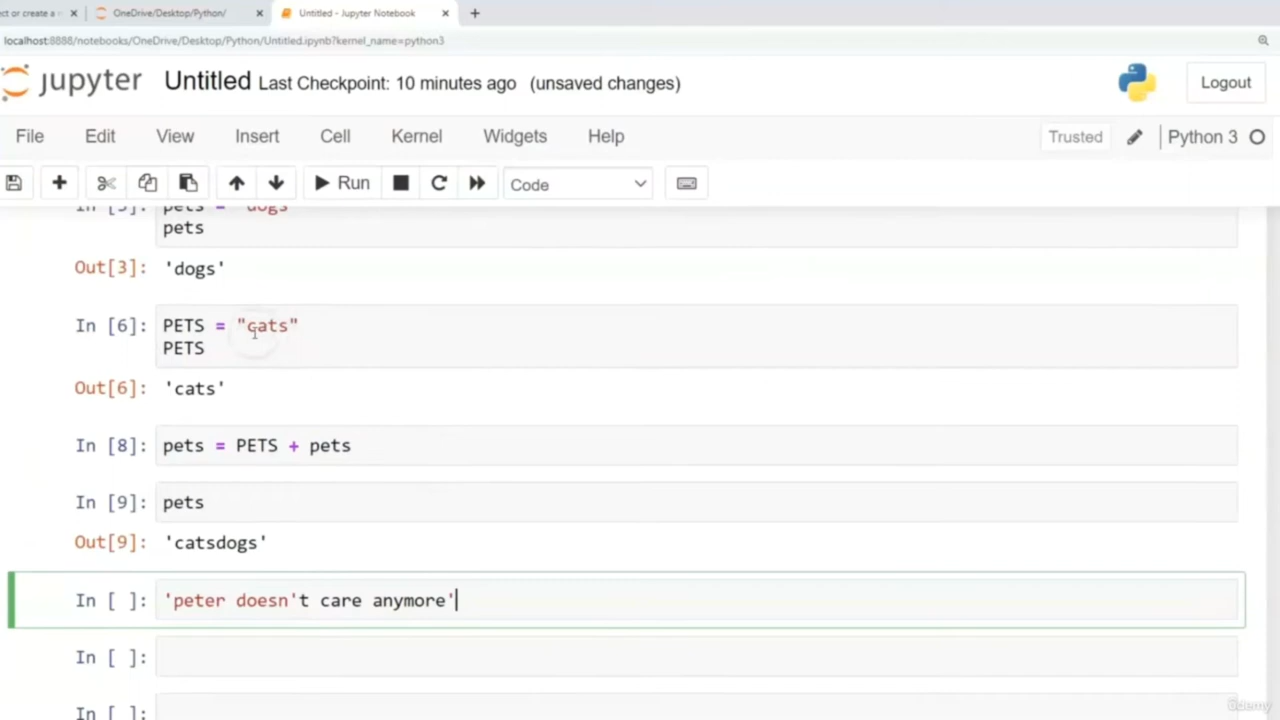 OneDrive/Desktop/Python/
Untitled - Jupyter Notebook
localhost:8888/notebooks/OneDrive/Desktop/Python/Untitled.ipynb?kernel_name=python3
jupyter Untitled Last Checkpoint: 10 minutes ago (unsaved changes)
Logout
File Edit View Insert Cell Kernel Widgets Help
Trusted Python 3
Run Code
pets = dogs
pets
Out[3]: 'dogs'
In [6]: PETS = "cats"
PETS
Out[6]: 'cats'
In [8]: pets = PETS + pets
In [9]: pets
Out[9]: 'catsdogs'
In [ ]: 'peter doesn't care anymore'
In [ ]:
In [ ]:
ûdemy